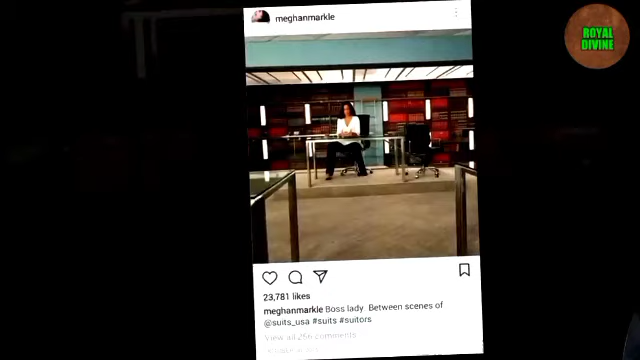 meghanmarkle
ROYAL
DIVINE
23,781 likes
meghanmarkle Boss lady. Between scenes of
@suits_usa #suits #suitors
View all 256 comments